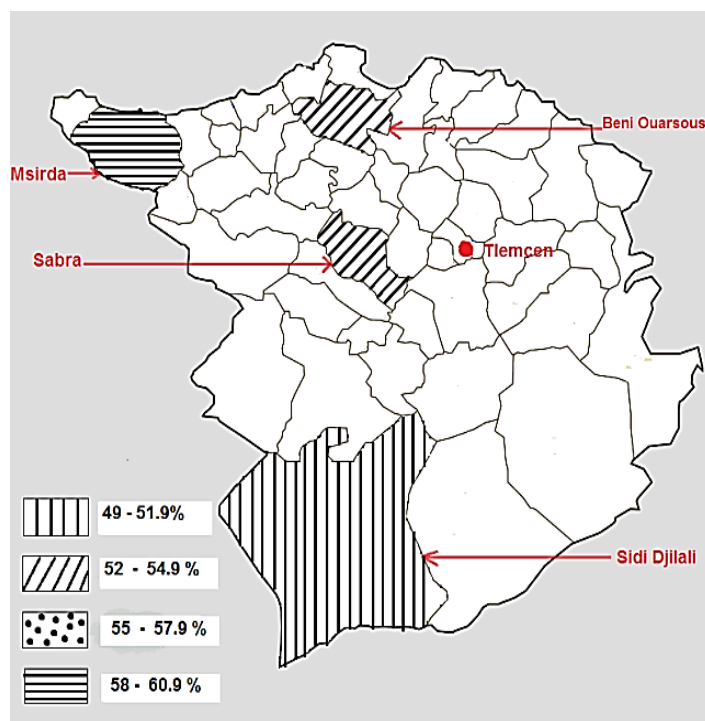 Beni Ouarsous
Msirda
Tlemcen
Sabra
49 - 51.9%
52 - 54.9 %
Sidi Djilali
55 - 57.9 %
58 - 60.9 %